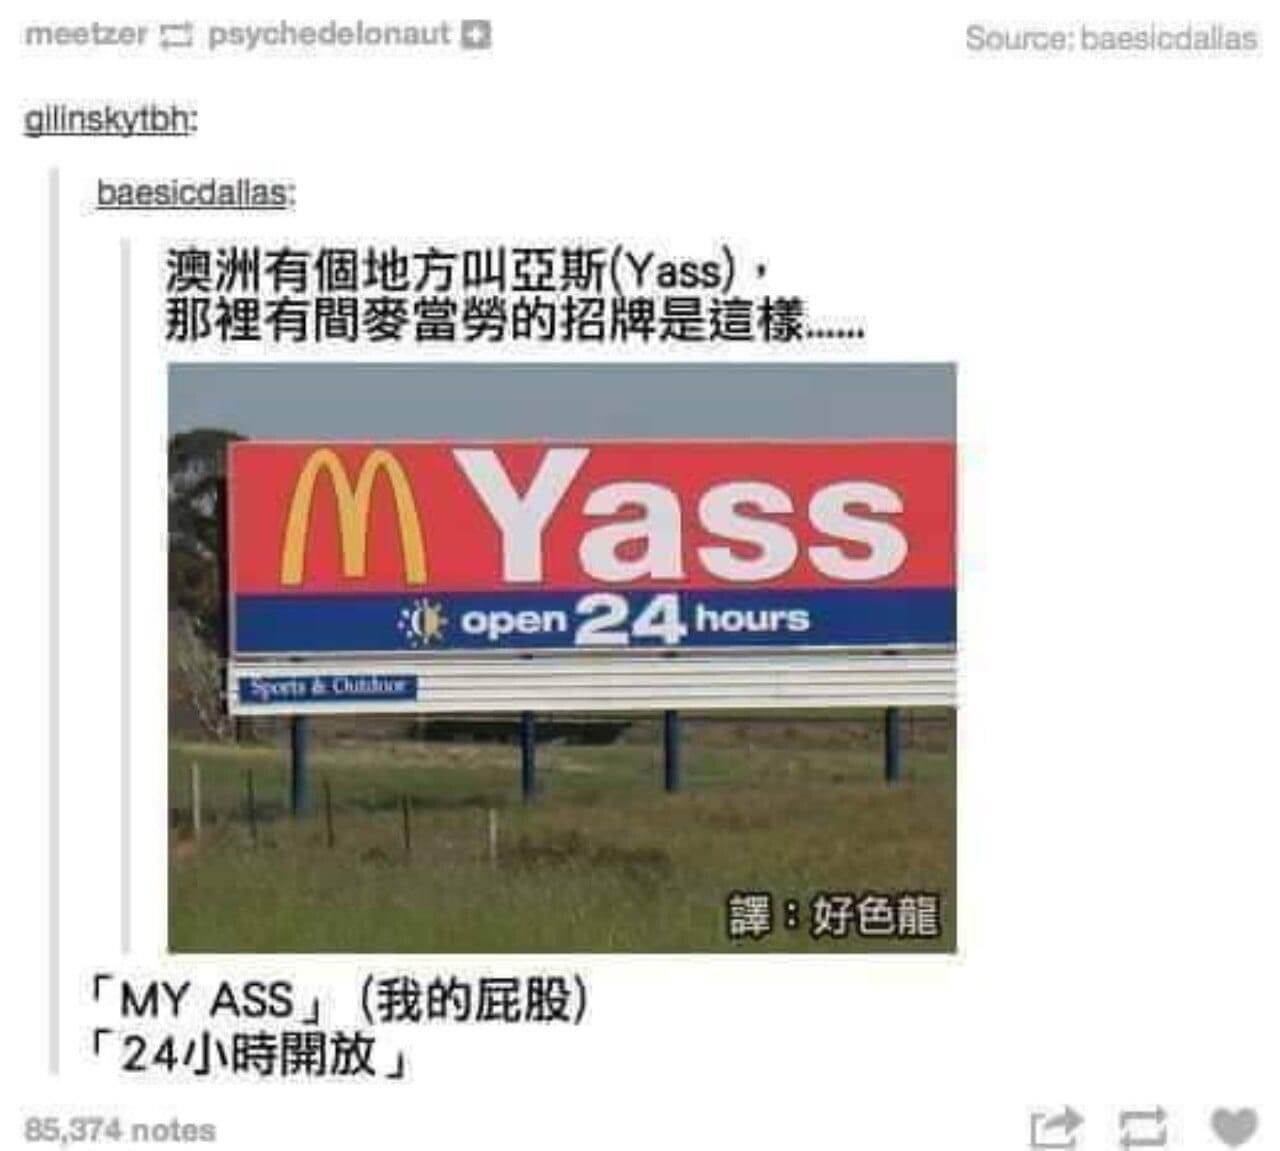 meetzer psychedelonaut
Source: baesicdallas
gilinskytbh:
baesicdallas:
澳洲有個地方叫亞斯(Yass)，
那裡有間麥當勞的招牌是這樣......
M Yass
open 24 hours
Sports & Outdoor
譯：好色龍
「MY ASS」(我的屁股)
「24小時開放」
85,374 notes